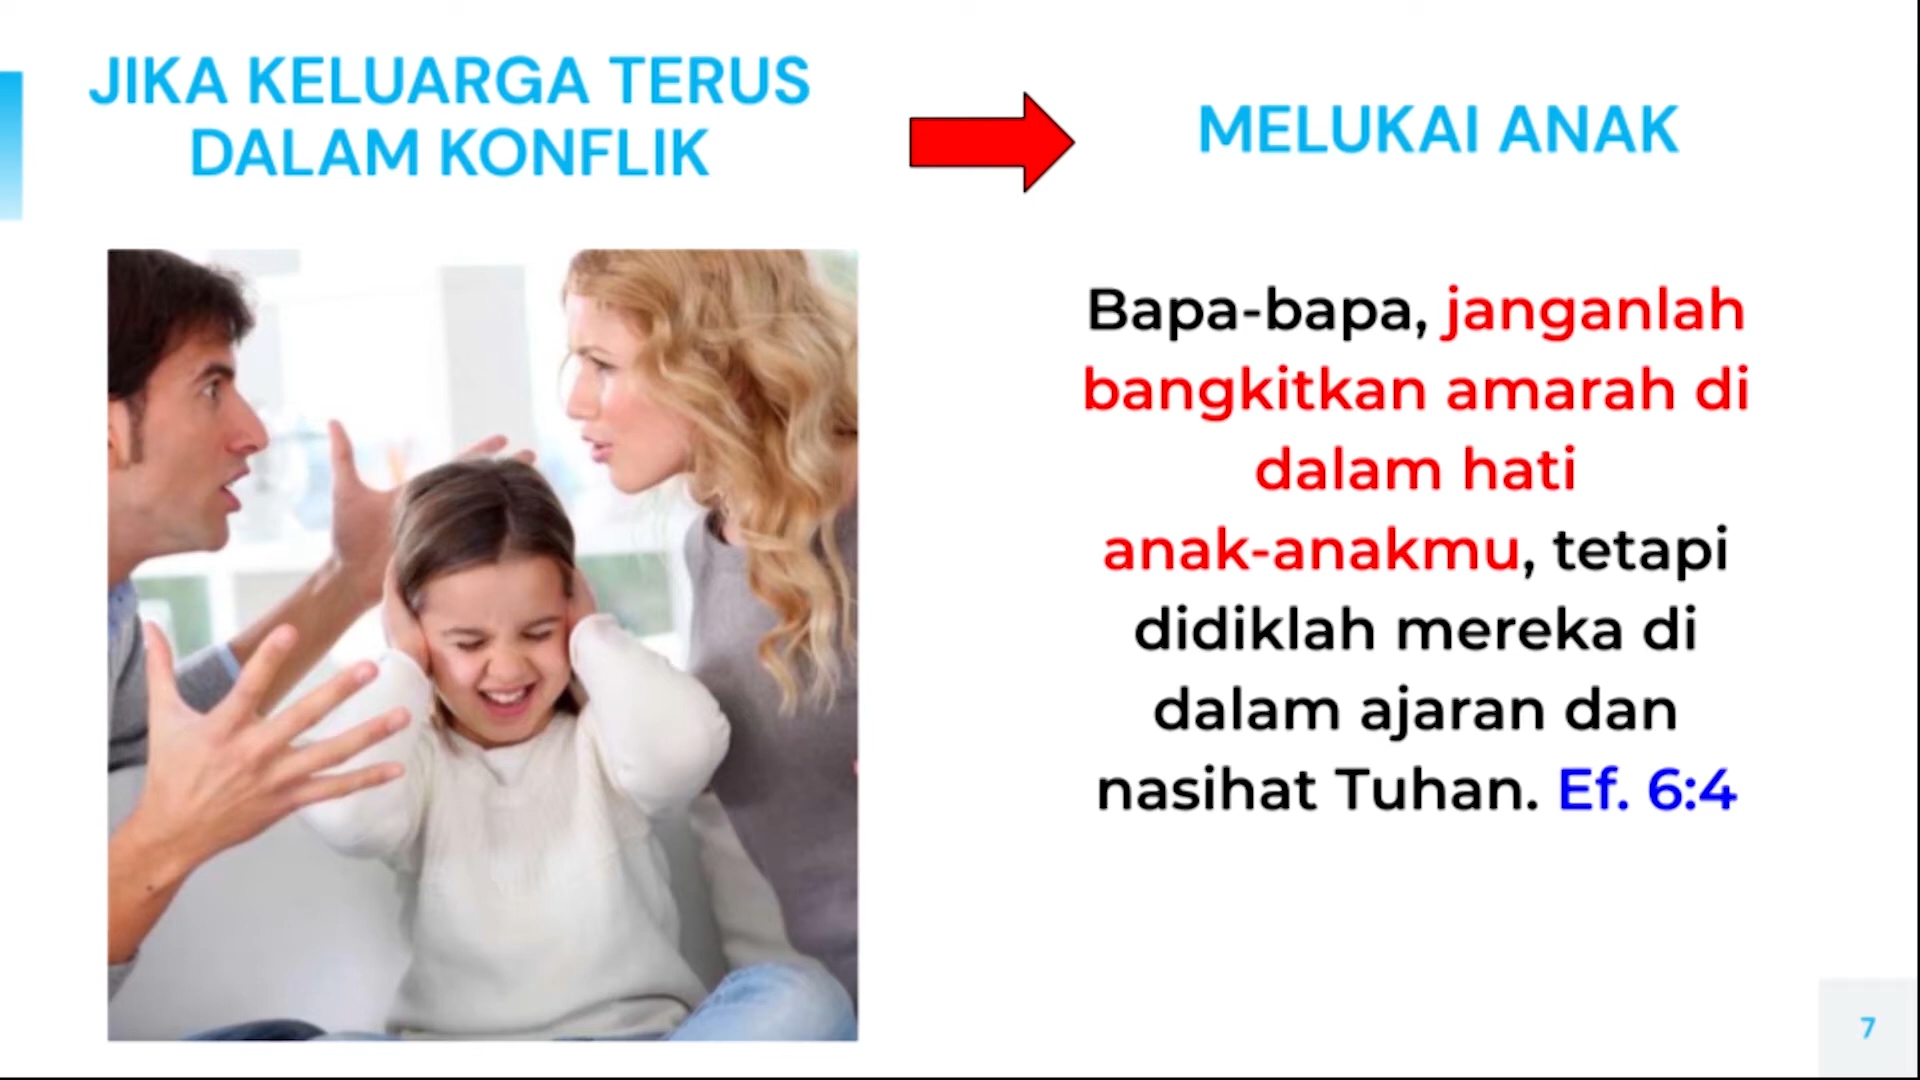 JIKA KELUARGA TERUS
DALAM KONFLIK
MELUKAI ANAK
Bapa-bapa, janganlah
bangkitkan amarah di
dalam hati
anak-anakmu, tetapi
didiklah mereka di
dalam ajaran dan
nasihat Tuhan. Ef. 6:4
7